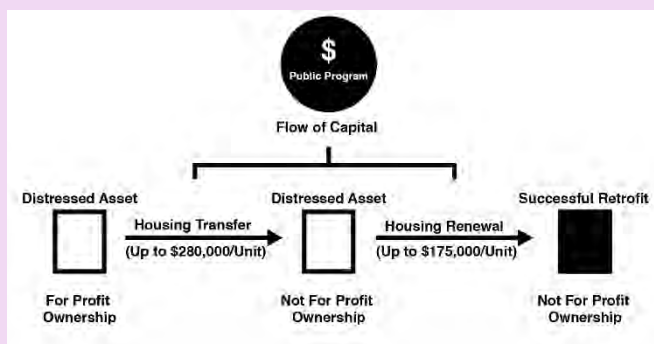 $
Public Program
Flow of Capital
Distressed Asset
Housing Transfer
(Up to $280,000/Unit)
Distressed Asset
Housing Renewal
(Up to $175,000/Unit)
Successful Retrofit
For Profit
Ownership
Not For Profit
Ownership
Not For Profit
Ownership